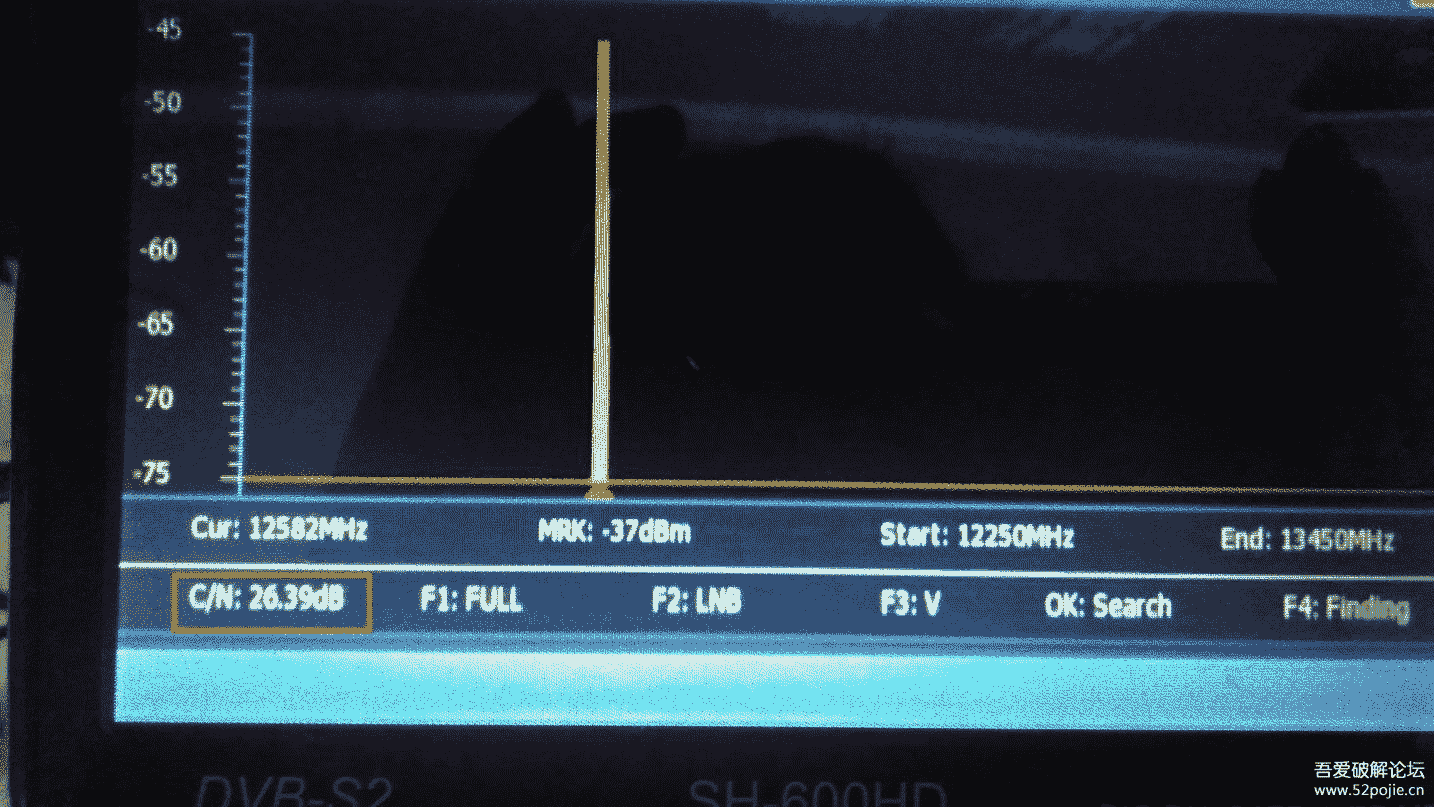 -45
-50
-55
-60
-65
-70
-75
Cur: 12582MHz MRK: -37dBm Start: 12250MHz End: 13450MHz
C/N: 26.39dB F1: FULL F2: LNB F3: V OK: Search F4: Finding
DVB-S2 SH-600HD
吾爱破解论坛
www.52pojie.cn